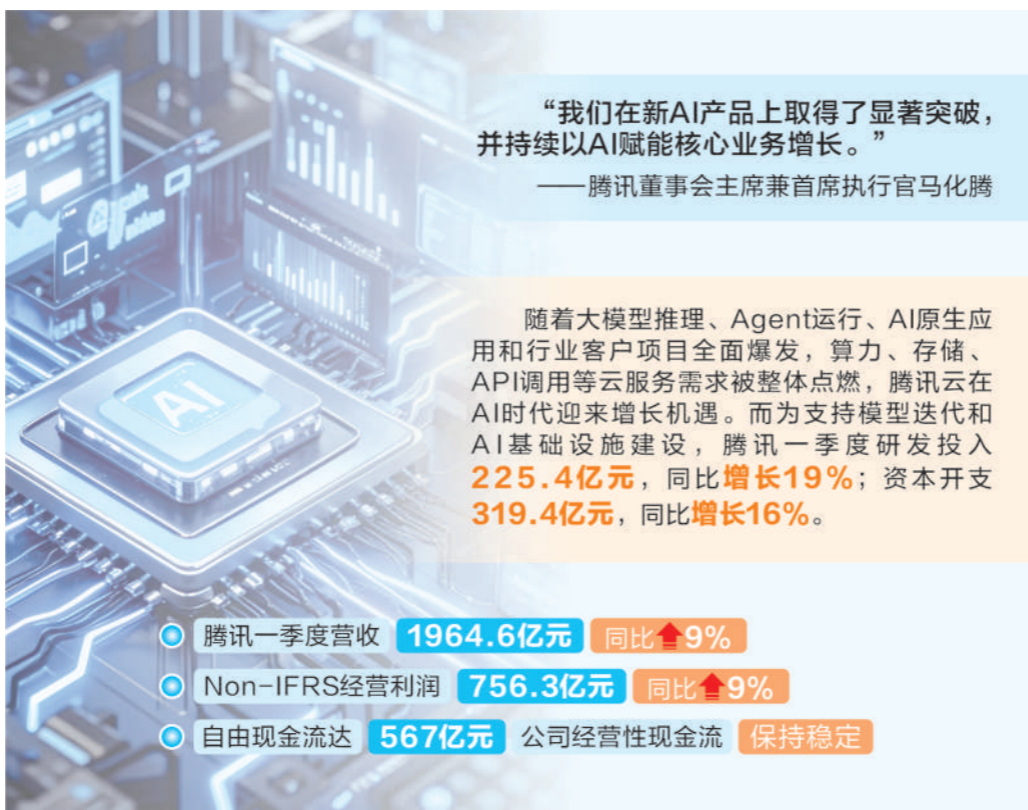 “我们在新AI产品上取得了显著突破，
并持续以AI赋能核心业务增长。”
——腾讯董事会主席兼首席执行官马化腾
随着大模型推理、Agent运行、AI原生应
用和行业客户项目全面爆发，算力、存储、
API调用等云服务需求被整体点燃，腾讯云在
AI时代迎来增长机遇。而为支持模型迭代和
AI基础设施建设，腾讯一季度研发投入
225.4亿元，同比增长19%；资本开支
319.4亿元，同比增长16%。
AI
腾讯一季度营收 1964.6亿元 同比9%
Non-IFRS经营利润 756.3亿元 同比9%
自由现金流达 567亿元 公司经营性现金流 保持稳定